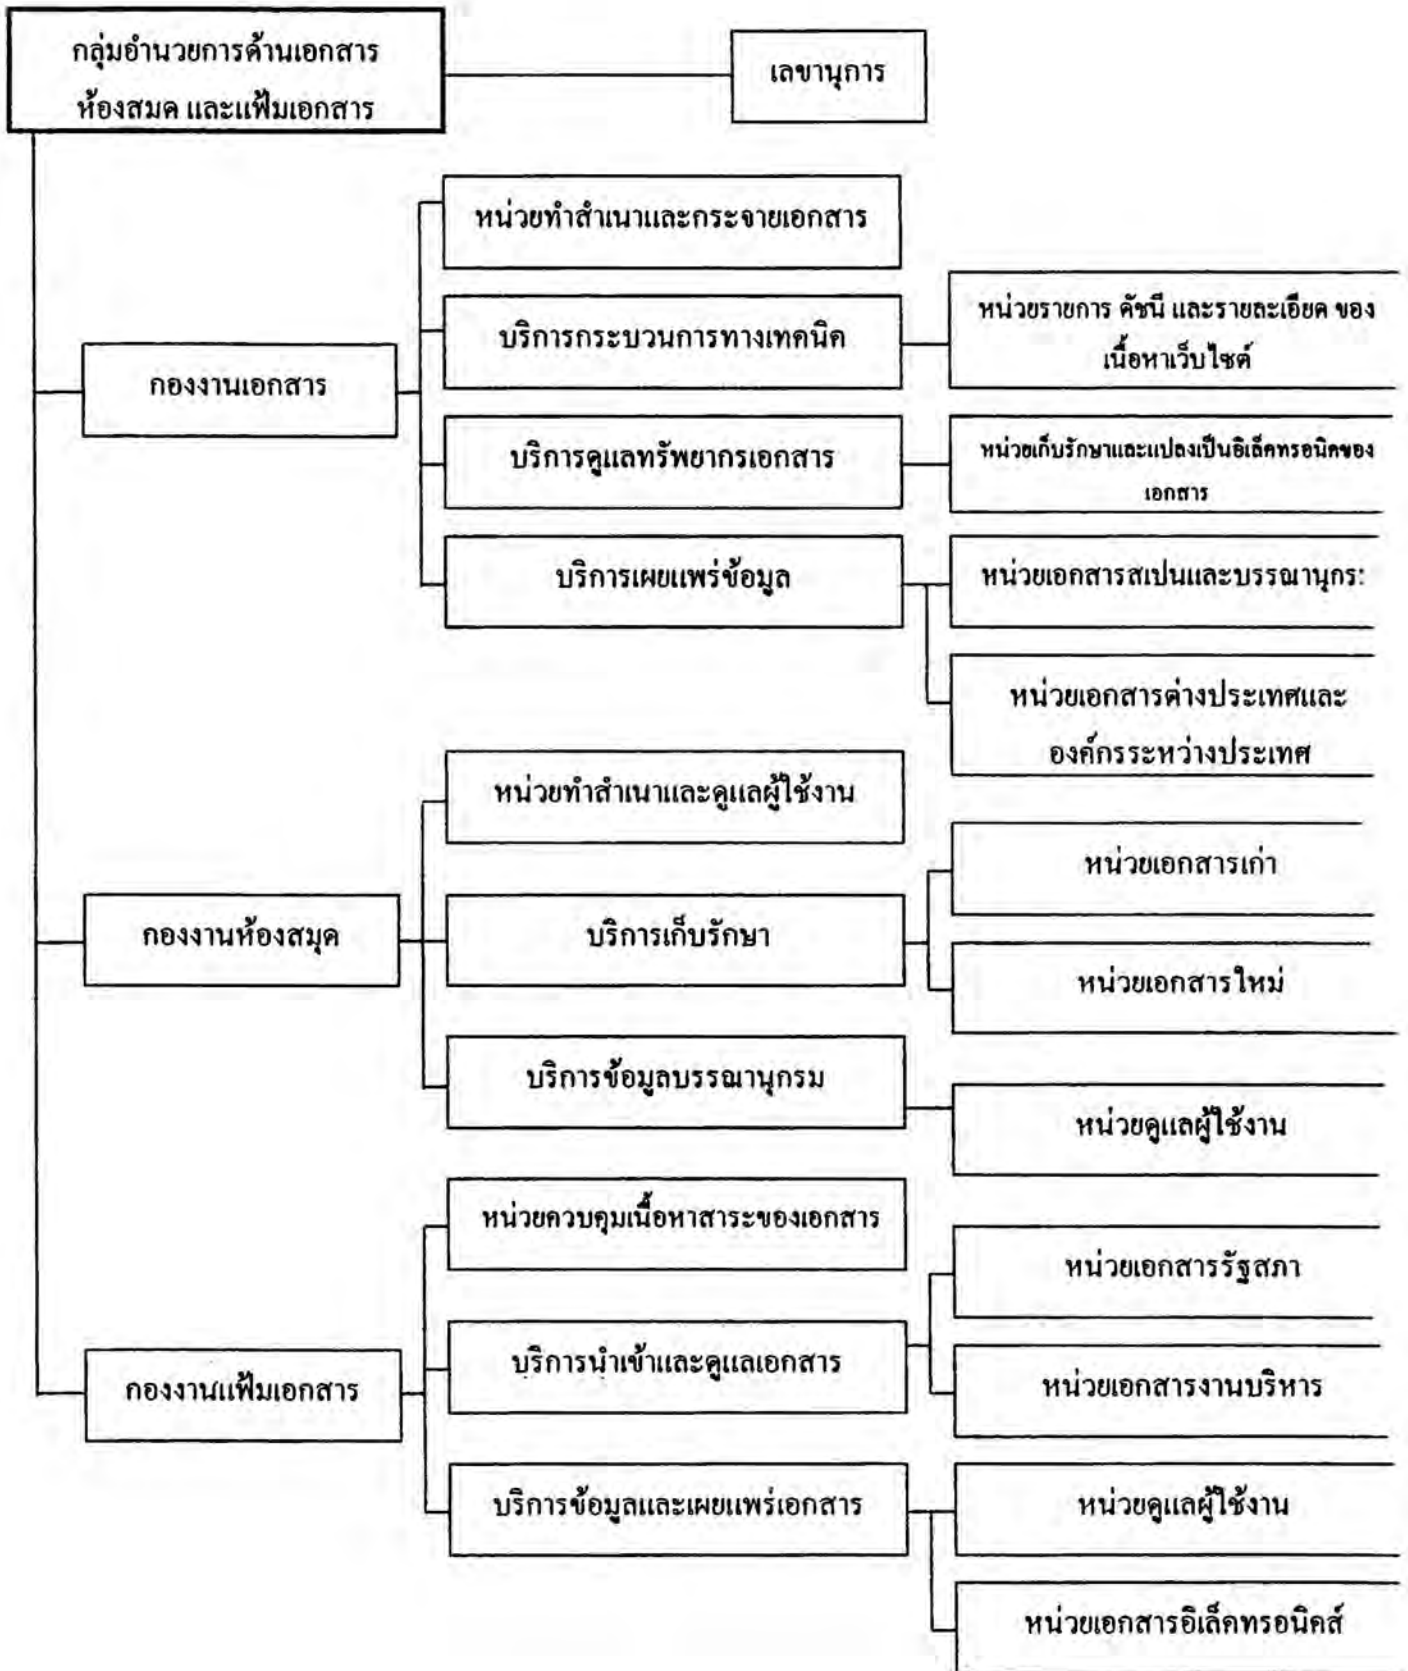 กลุ่มอำนวยการด้านเอกสาร
ห้องสมุด และแฟ้มเอกสาร
เลขานุการ
หน่วยทำสำเนาและกระจายเอกสาร
บริการกระบวนการทางเทคนิค
หน่วยรายการ ดัชนี และรายละเอียด ของ
เนื้อหาเว็บไซต์
กองงานเอกสาร
บริการดูแลทรัพยากรเอกสาร
หน่วยเก็บรักษาและแปลงเป็นอิเล็คทรอนิคของ
เอกสาร
บริการเผยแพร่ข้อมูล
หน่วยเอกสารสเปนและบรรณานุกระ
หน่วยเอกสารต่างประเทศและ
องค์กรระหว่างประเทศ
หน่วยทำสำเนาและดูแลผู้ใช้งาน
หน่วยเอกสารเก่า
กองงานห้องสมุด
บริการเก็บรักษา
หน่วยเอกสารใหม่
บริการข้อมูลบรรณานุกรม
หน่วยดูแลผู้ใช้งาน
หน่วยควบคุมเนื้อหาสาระของเอกสาร
หน่วยเอกสารรัฐสภา
บริการนำเข้าและดูแลเอกสาร
กองงานแฟ้มเอกสาร
หน่วยเอกสารงานบริหาร
บริการข้อมูลและเผยแพร่เอกสาร
หน่วยดูแลผู้ใช้งาน
หน่วยเอกสารอิเล็คทรอนิคส์